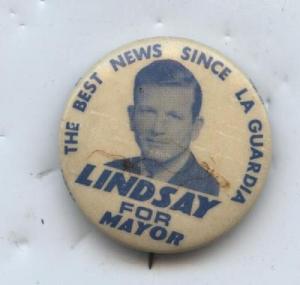 THE BEST NEWS SINCE LA GUARDIA
LINDSAY
FOR
MAYOR